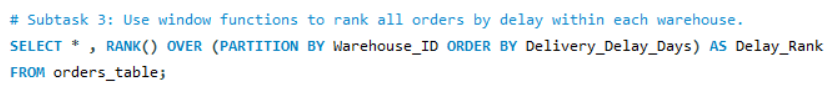 # Subtask 3: Use window functions to rank all orders by delay within each warehouse.
SELECT * , RANK() OVER (PARTITION BY Warehouse_ID ORDER BY Delivery_Delay_Days) AS Delay_Rank
FROM orders_table;